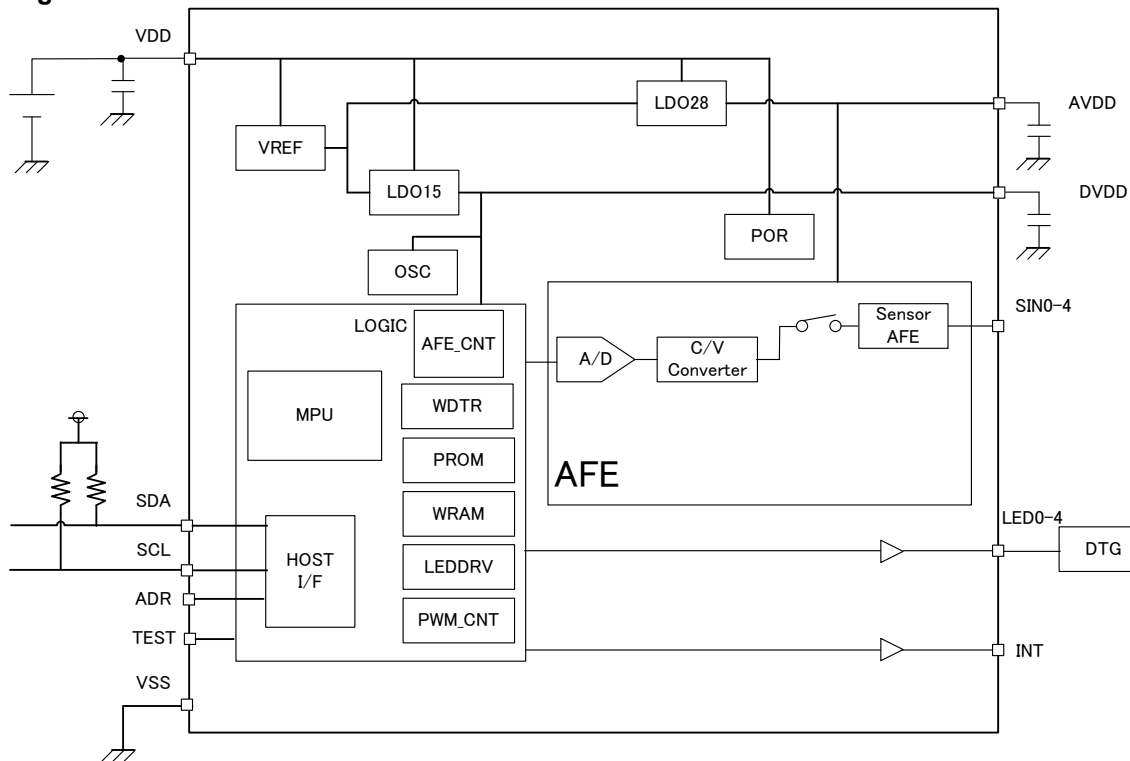 VDD
LDO28
AVDD
VREF
LDO15
DVDD
POR
OSC
SIN0-4
LOGIC
AFE_CNT
Sensor
AFE
A/D
C/V
Converter
MPU
WDTR
PROM
AFE
WRAM
SDA
LED0-4
SCL
HOST
I/F
LEDDRV
DTG
ADR
PWM_CNT
TEST
INT
VSS